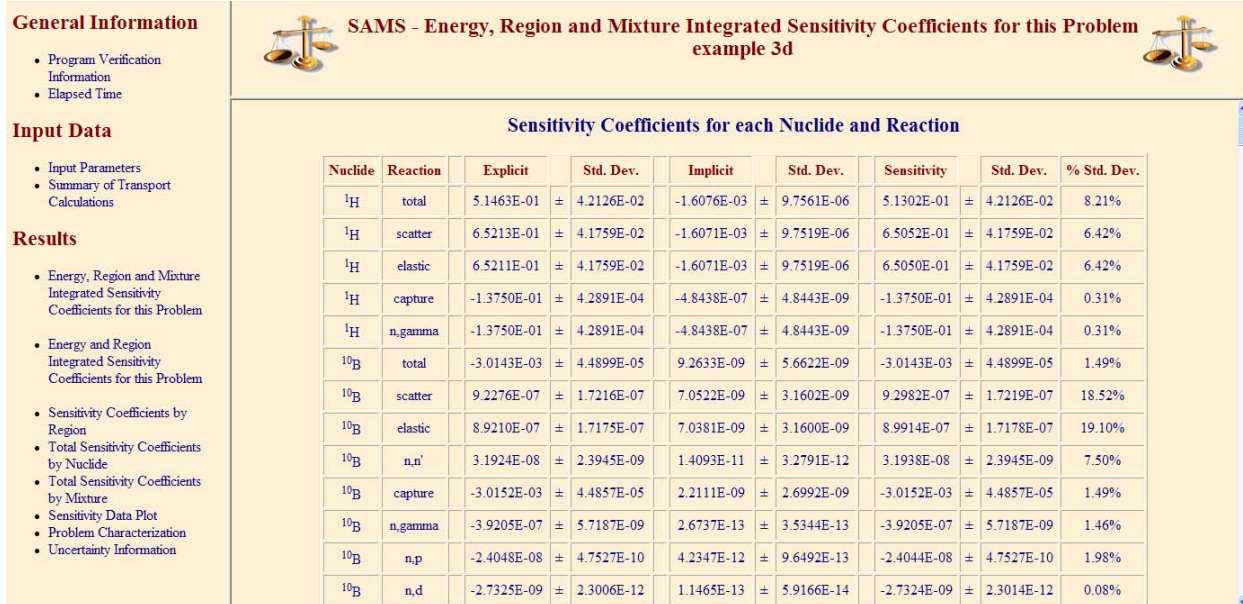 General Information
• Program Verification
Information
• Elapsed Time
Input Data
• Input Parameters
• Summary of Transport
Calculations
Results
• Energy, Region and Mixture
Integrated Sensitivity
Coefficients for this Problem
• Energy and Region
Integrated Sensitivity
Coefficients for this Problem
• Sensitivity Coefficients by
Region
• Total Sensitivity Coefficients
by Nuclide
• Total Sensitivity Coefficients
by Mixture
• Sensitivity Data Plot
• Problem Characterization
• Uncertainty Information
SAMS - Energy, Region and Mixture Integrated Sensitivity Coefficients for this Problem
example 3d
Sensitivity Coefficients for each Nuclide and Reaction
Nuclide Reaction Explicit Std. Dev. Implicit Std. Dev. Sensitivity Std. Dev. % Std. Dev.
¹H total 5.1463E-01 ± 4.2126E-02 -1.6076E-03 ± 9.7561E-06 5.1302E-01 ± 4.2126E-02 8.21%
¹H scatter 6.5213E-01 ± 4.1759E-02 -1.6071E-03 ± 9.7519E-06 6.5052E-01 ± 4.1759E-02 6.42%
¹H elastic 6.5211E-01 ± 4.1759E-02 -1.6071E-03 ± 9.7519E-06 6.5050E-01 ± 4.1759E-02 6.42%
¹H capture -1.3750E-01 ± 4.2891E-04 -4.8438E-07 ± 4.8443E-09 -1.3750E-01 ± 4.2891E-04 0.31%
¹H n,gamma -1.3750E-01 ± 4.2891E-04 -4.8438E-07 ± 4.8443E-09 -1.3750E-01 ± 4.2891E-04 0.31%
¹⁰B total -3.0143E-03 ± 4.4899E-05 9.2633E-09 ± 5.6622E-09 -3.0143E-03 ± 4.4899E-05 1.49%
¹⁰B scatter 9.2276E-07 ± 1.7216E-07 7.0522E-09 ± 3.1602E-09 9.2982E-07 ± 1.7219E-07 18.52%
¹⁰B elastic 8.9210E-07 ± 1.7175E-07 7.0381E-09 ± 3.1600E-09 8.9914E-07 ± 1.7178E-07 19.10%
¹⁰B n,n' 3.1924E-08 ± 2.3945E-09 1.4093E-11 ± 3.2791E-12 3.1938E-08 ± 2.3945E-09 7.50%
¹⁰B capture -3.0152E-03 ± 4.4857E-05 2.2111E-09 ± 2.6992E-09 -3.0152E-03 ± 4.4857E-05 1.49%
¹⁰B n,gamma -3.9205E-07 ± 5.7187E-09 2.6737E-13 ± 3.5344E-13 -3.9205E-07 ± 5.7187E-09 1.46%
¹⁰B n,p -2.4048E-08 ± 4.7527E-10 4.2347E-12 ± 9.6492E-13 -2.4044E-08 ± 4.7527E-10 1.98%
¹⁰B n,d -2.7325E-09 ± 2.3006E-12 1.1465E-13 ± 5.9166E-14 -2.7324E-09 ± 2.3014E-12 0.08%